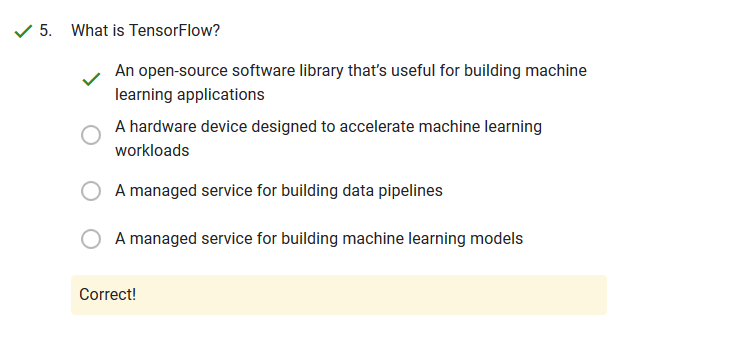 5. What is TensorFlow?
An open-source software library that's useful for building machine
learning applications
A hardware device designed to accelerate machine learning
workloads
A managed service for building data pipelines
A managed service for building machine learning models
Correct!